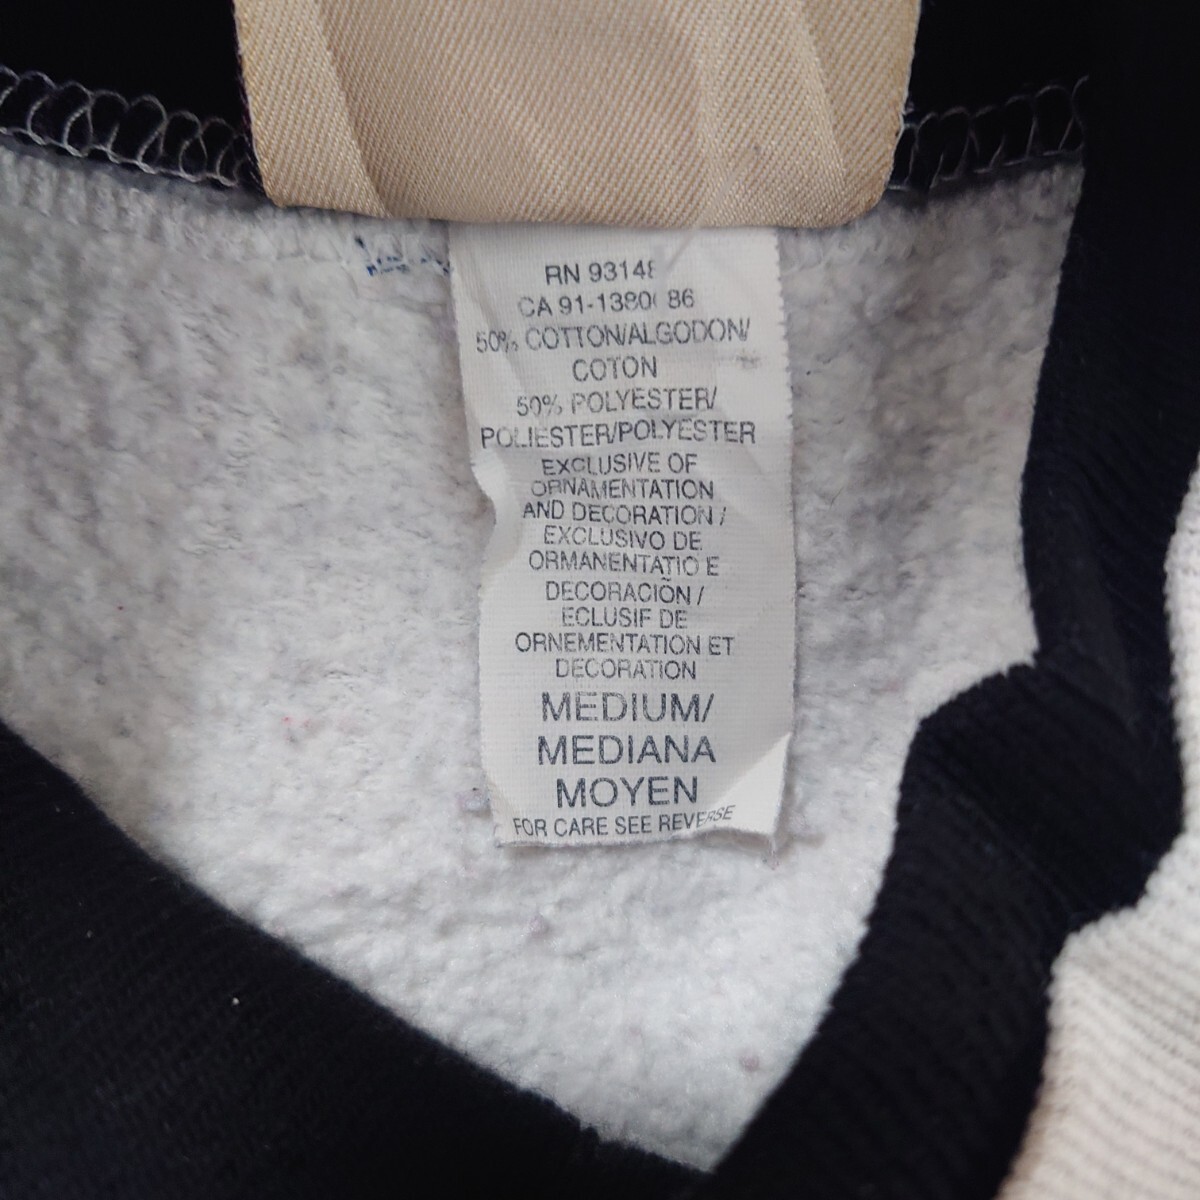 RN 93148
CA 91-1380 86
50% COTTON/ALGODON/
COTON
50% POLYESTER/
POLIESTER/POLYESTER
EXCLUSIVE OF
ORNAMENTATION
AND DECORATION /
EXCLUSIVO DE
ORMANENTATIO E
DECORACIÕN /
ECLUSIF DE
ORNEMENTATION ET
DECORATION
MEDIUM/
MEDIANA
MOYEN
FOR CARE SEE REVERSE